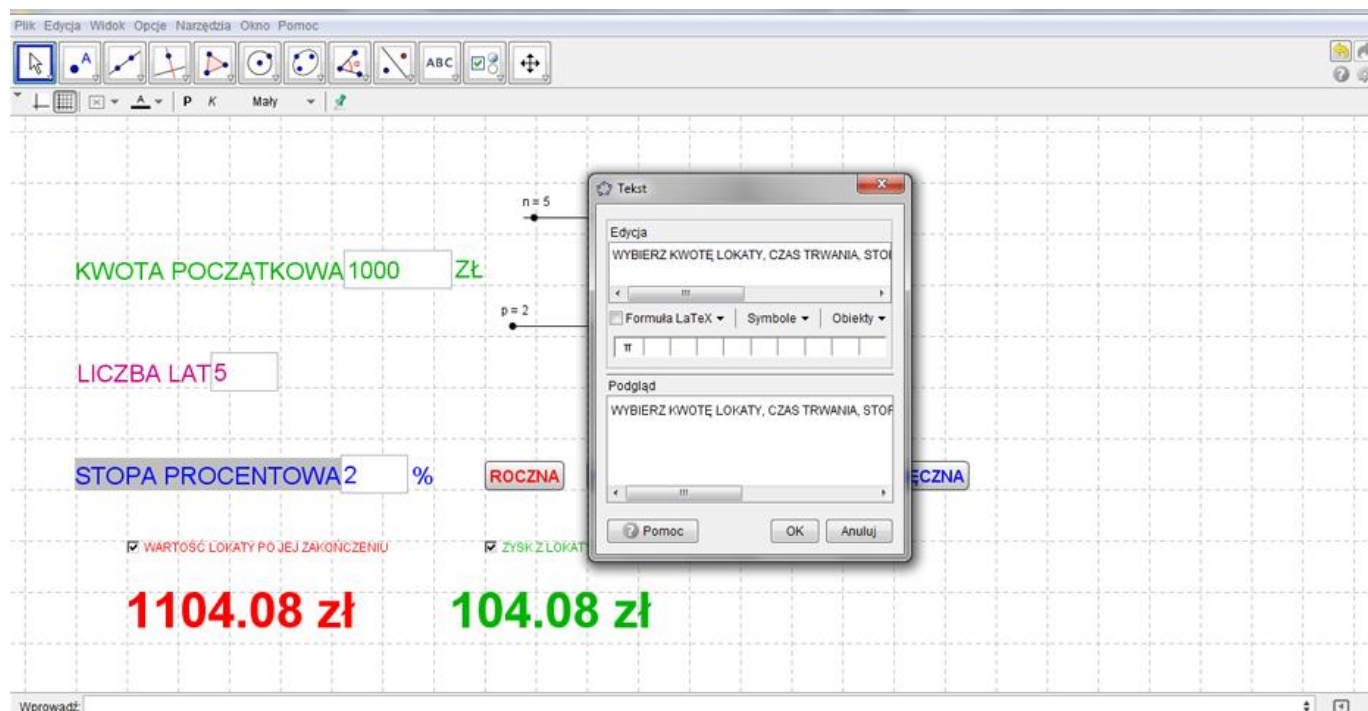 Plik Edycja Widok Opcje Narzędzia Okno Pomoc
A ABC
A P K Mały
n = 5
KWOTA POCZĄTKOWA 1000 ZŁ
p = 2
LICZBA LAT 5
STOPA PROCENTOWA 2 % ROCZNA ĘCZNA
WARTOŚĆ LOKATY PO JEJ ZAKOŃCZENIU ZYSK Z LOKAT
1104.08 zł 104.08 zł
Tekst
Edycja
WYBIERZ KWOTĘ LOKATY, CZAS TRWANIA, STO
Formuła LaTeX Symbole Obiekty
π
Podgląd
WYBIERZ KWOTĘ LOKATY, CZAS TRWANIA, STOP
Pomoc OK Anuluj
Wprowadź: